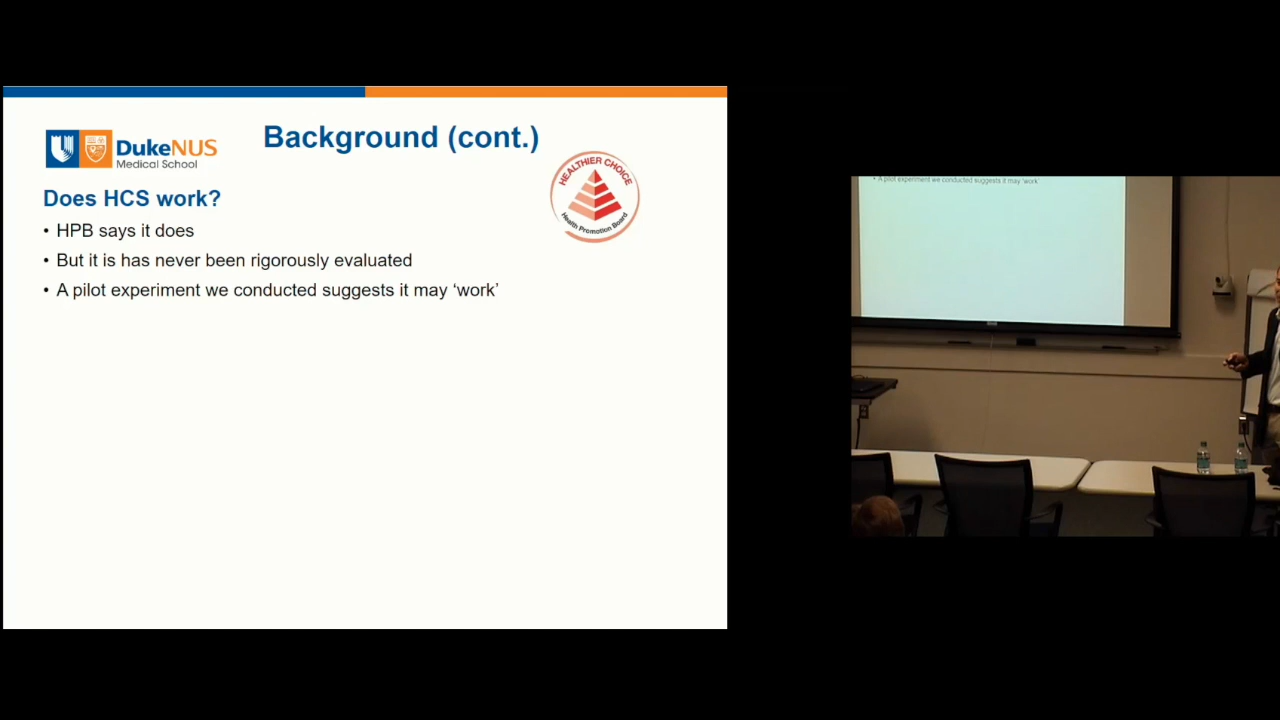 Background (cont.)
DukeNUS
Medical School
HEALTHIER CHOICE
Health Promotion Board
Does HCS work?
• HPB says it does
• But it is has never been rigorously evaluated
• A pilot experiment we conducted suggests it may ‘work’
• A pilot experiment we conducted suggests it may 'work'